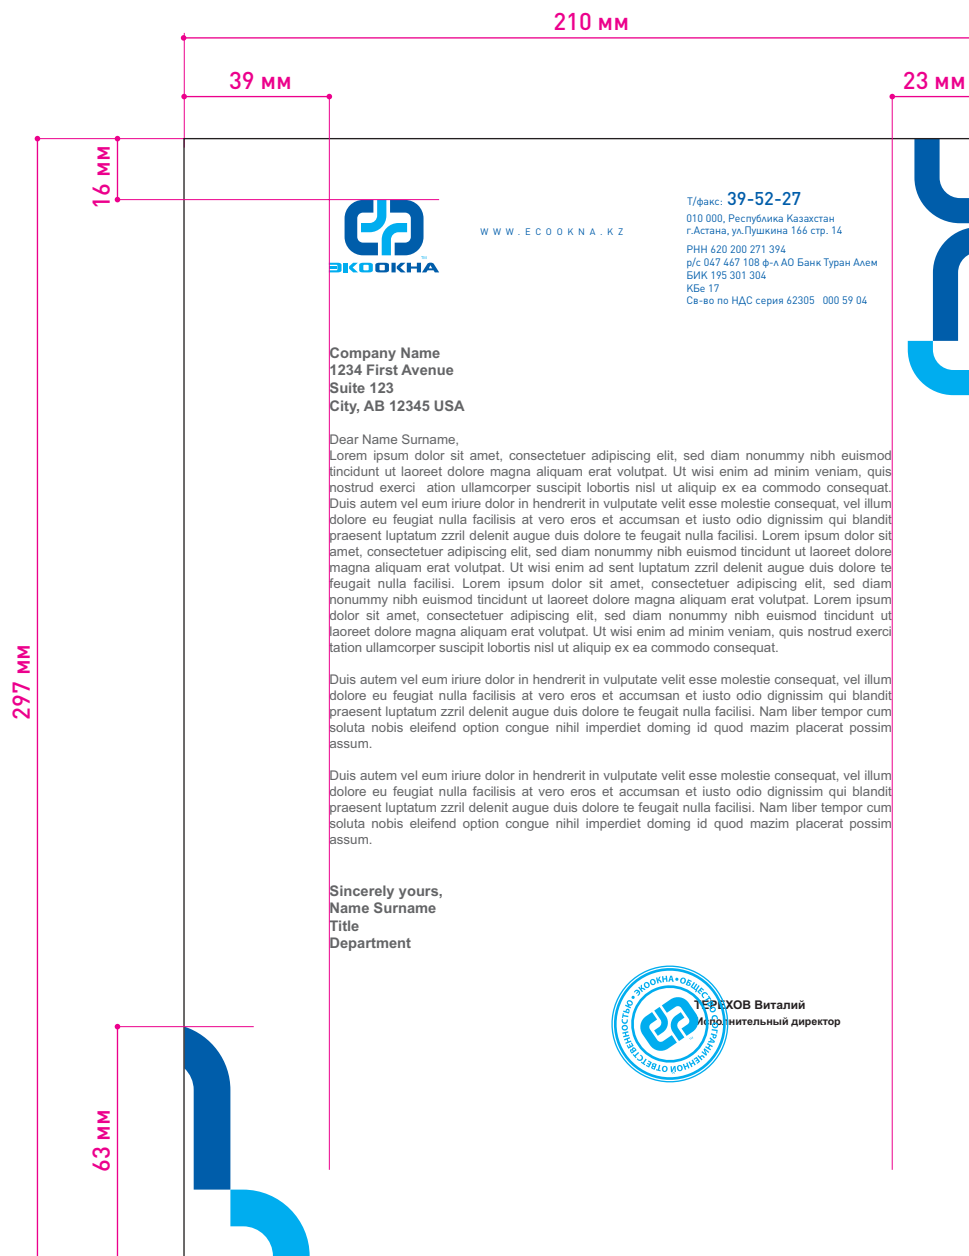 210 мм
39 мм
23 мм
16 мм
ЭКООКНА
WWW.ECOOKNA.KZ
Т/факс: 39-52-27
010 000, Республика Казахстан
г.Астана, ул.Пушкина 166 стр. 14
РНН 620 200 271 394
р/с 047 467 108 ф-л АО Банк Туран Алем
БИК 195 301 304
КБе 17
Св-во по НДС серия 62305 000 59 04
Company Name
1234 First Avenue
Suite 123
City, AB 12345 USA
Dear Name Surname,
Lorem ipsum dolor sit amet, consectetuer adipiscing elit, sed diam nonummy nibh euismod
tincidunt ut laoreet dolore magna aliquam erat volutpat. Ut wisi enim ad minim veniam, quis
nostrud exerci ation ullamcorper suscipit lobortis nisl ut aliquip ex ea commodo consequat.
Duis autem vel eum iriure dolor in hendrerit in vulputate velit esse molestie consequat, vel illum
dolore eu feugiat nulla facilisis at vero eros et accumsan et iusto odio dignissim qui blandit
praesent luptatum zzril delenit augue duis dolore te feugait nulla facilisi. Lorem ipsum dolor sit
amet, consectetuer adipiscing elit, sed diam nonummy nibh euismod tincidunt ut laoreet dolore
magna aliquam erat volutpat. Ut wisi enim ad sent luptatum zzril delenit augue duis dolore te
feugait nulla facilisi. Lorem ipsum dolor sit amet, consectetuer adipiscing elit, sed diam
nonummy nibh euismod tincidunt ut laoreet dolore magna aliquam erat volutpat. Lorem ipsum
dolor sit amet, consectetuer adipiscing elit, sed diam nonummy nibh euismod tincidunt ut
laoreet dolore magna aliquam erat volutpat. Ut wisi enim ad minim veniam, quis nostrud exerci
tation ullamcorper suscipit lobortis nisl ut aliquip ex ea commodo consequat.
297 мм
Duis autem vel eum iriure dolor in hendrerit in vulputate velit esse molestie consequat, vel illum
dolore eu feugiat nulla facilisis at vero eros et accumsan et iusto odio dignissim qui blandit
praesent luptatum zzril delenit augue duis dolore te feugait nulla facilisi. Nam liber tempor cum
soluta nobis eleifend option congue nihil imperdiet doming id quod mazim placerat possim
assum.
Duis autem vel eum iriure dolor in hendrerit in vulputate velit esse molestie consequat, vel illum
dolore eu feugiat nulla facilisis at vero eros et accumsan et iusto odio dignissim qui blandit
praesent luptatum zzril delenit augue duis dolore te feugait nulla facilisi. Nam liber tempor cum
soluta nobis eleifend option congue nihil imperdiet doming id quod mazim placerat possim
assum.
Sincerely yours,
Name Surname
Title
Department
ЭКООКНА • ОБЩЕСТВО С ОГРАНИЧЕННОЙ ОТВЕТСТВЕННОСТЬЮ •
ТЕРЕХОВ Виталий
Исполнительный директор
63 мм